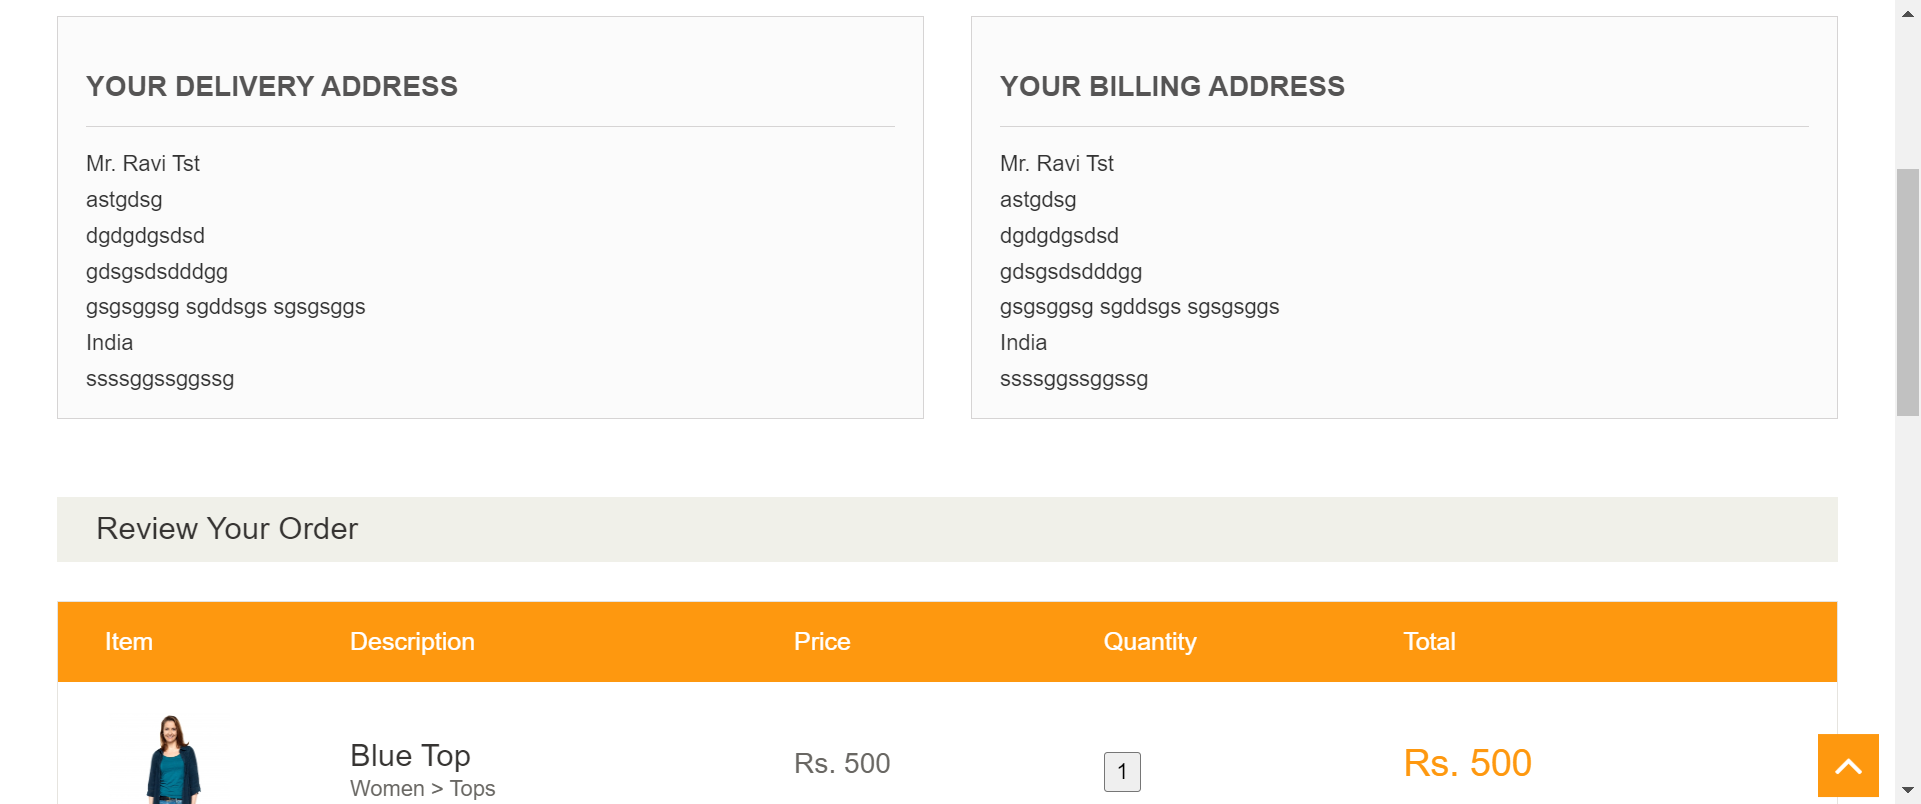 YOUR DELIVERY ADDRESS
Mr. Ravi Tst
astgdsg
dgdgdgsdsd
gdsgsdsdddgg
gsgsggsg sgddsgs sgsgsggs
India
ssssggssggssg
YOUR BILLING ADDRESS
Mr. Ravi Tst
astgdsg
dgdgdgsdsd
gdsgsdsdddgg
gsgsggsg sgddsgs sgsgsggs
India
ssssggssggssg
Review Your Order
Item Description Price Quantity Total
Blue Top Rs. 500 1 Rs. 500
Women > Tops